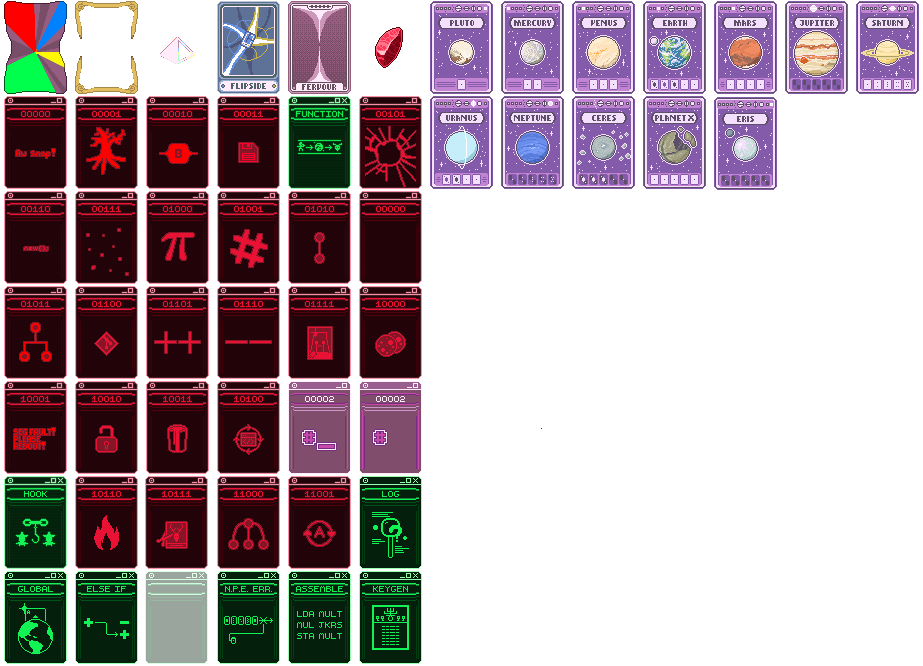 FLIPSIDE
FERVOUR
PLUTO
MERCURY
VENUS
EARTH
MARS
JUPITER
SATURN
00000
Aw snap!
00001
00010
B
00011
FUNCTION
00101
URANUS
NEPTUNE
CERES
PLANET X
ERIS
00110
00111
01000
π
01001
#
01010
00000
01011
01100
01101
++
01110
――
01111
10000
10001
SEG FAULT!
PLEASE
REBOOT!
10010
10011
10100
00002
00002
HOOK
10110
10111
11000
11001
A
LOG
GLOBAL
ELSE IF
N.P.E. ERR.
ASSEMBLE
LDA MULT
MUL JKRS
STA MULT
KEYGEN